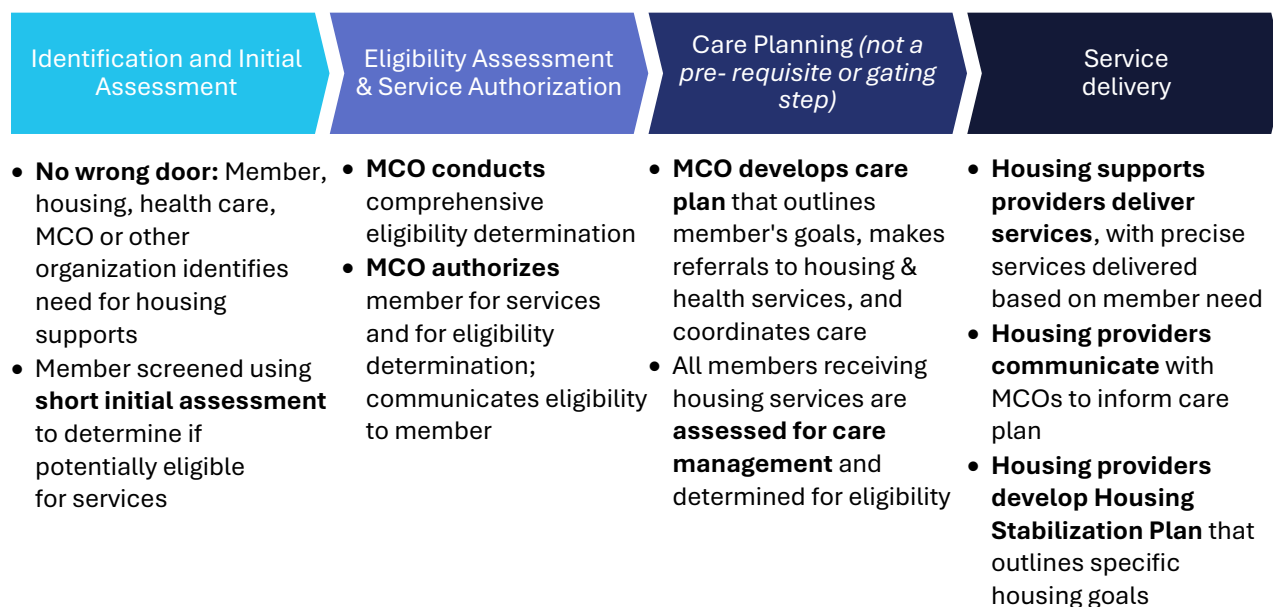 Identification and Initial
Assessment
Eligibility Assessment
& Service Authorization
Care Planning (not a
pre- requisite or gating
step)
Service
delivery
• No wrong door: Member,
housing, health care,
MCO or other
organization identifies
need for housing
supports
• Member screened using
short initial assessment
to determine if
potentially eligible
for services
• MCO conducts
comprehensive
eligibility determination
• MCO authorizes
member for services
and for eligibility
determination;
communicates eligibility
to member
• MCO develops care
plan that outlines
member's goals, makes
referrals to housing &
health services, and
coordinates care
• All members receiving
housing services are
assessed for care
management and
determined for eligibility
• Housing supports
providers deliver
services, with precise
services delivered
based on member need
• Housing providers
communicate with
MCOs to inform care
plan
• Housing providers
develop Housing
Stabilization Plan that
outlines specific
housing goals